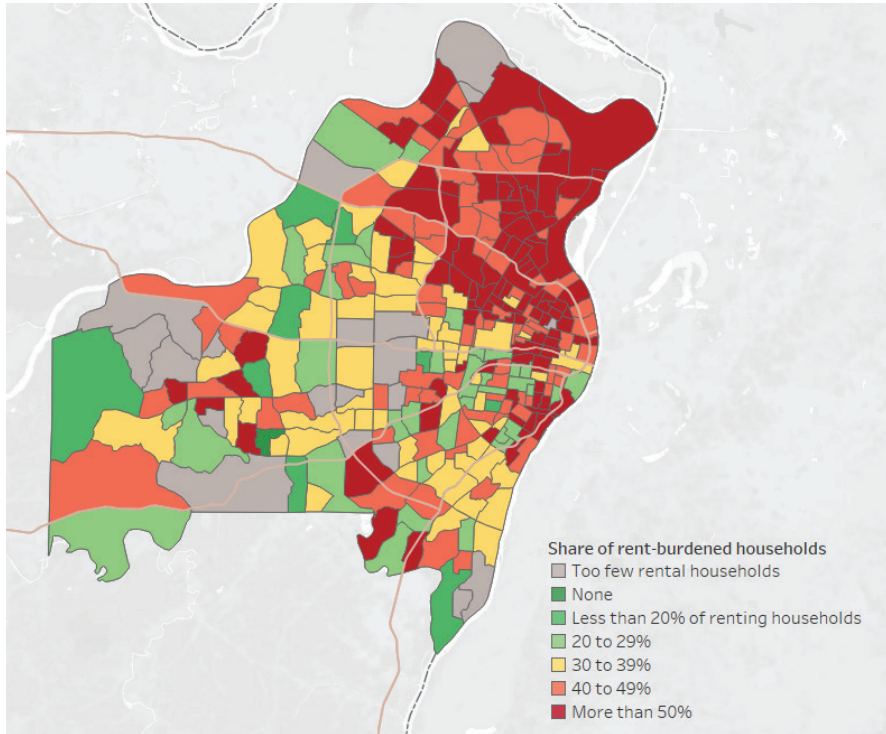 Share of rent-burdened households
Too few rental households
None
Less than 20% of renting households
20 to 29%
30 to 39%
40 to 49%
More than 50%